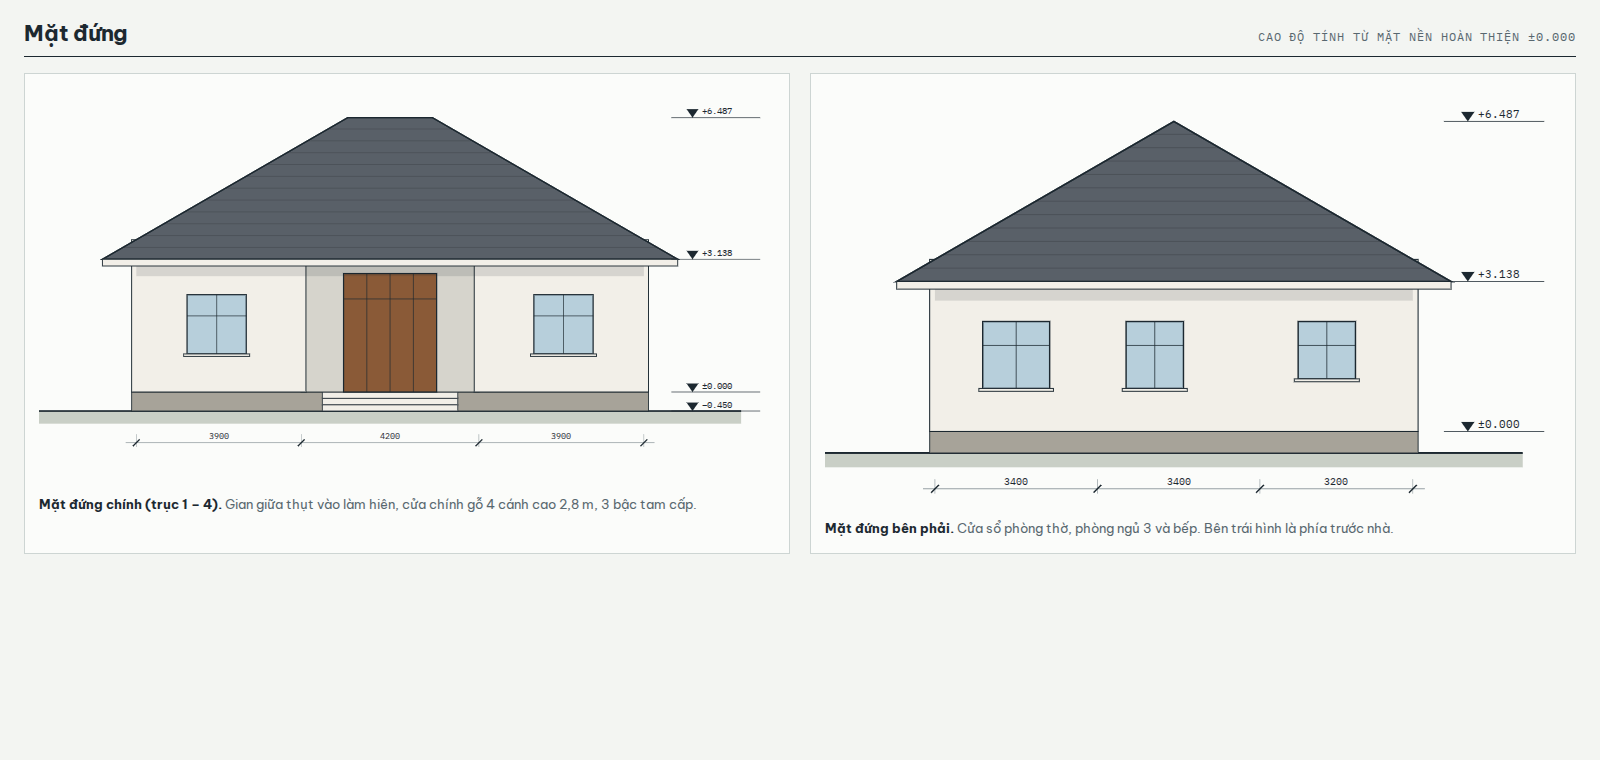 Mặt đứng
CAO ĐỘ TÍNH TỪ MẶT NỀN HOÀN THIỆN ±0.000
+6.487
+3.138
±0.000
−0.450
3900 4200 3900
Mặt đứng chính (trục 1 – 4). Gian giữa thụt vào làm hiên, cửa chính gỗ 4 cánh cao 2,8 m, 3 bậc tam cấp.
+6.487
+3.138
±0.000
3400 3400 3200
Mặt đứng bên phải. Cửa sổ phòng thờ, phòng ngủ 3 và bếp. Bên trái hình là phía trước nhà.